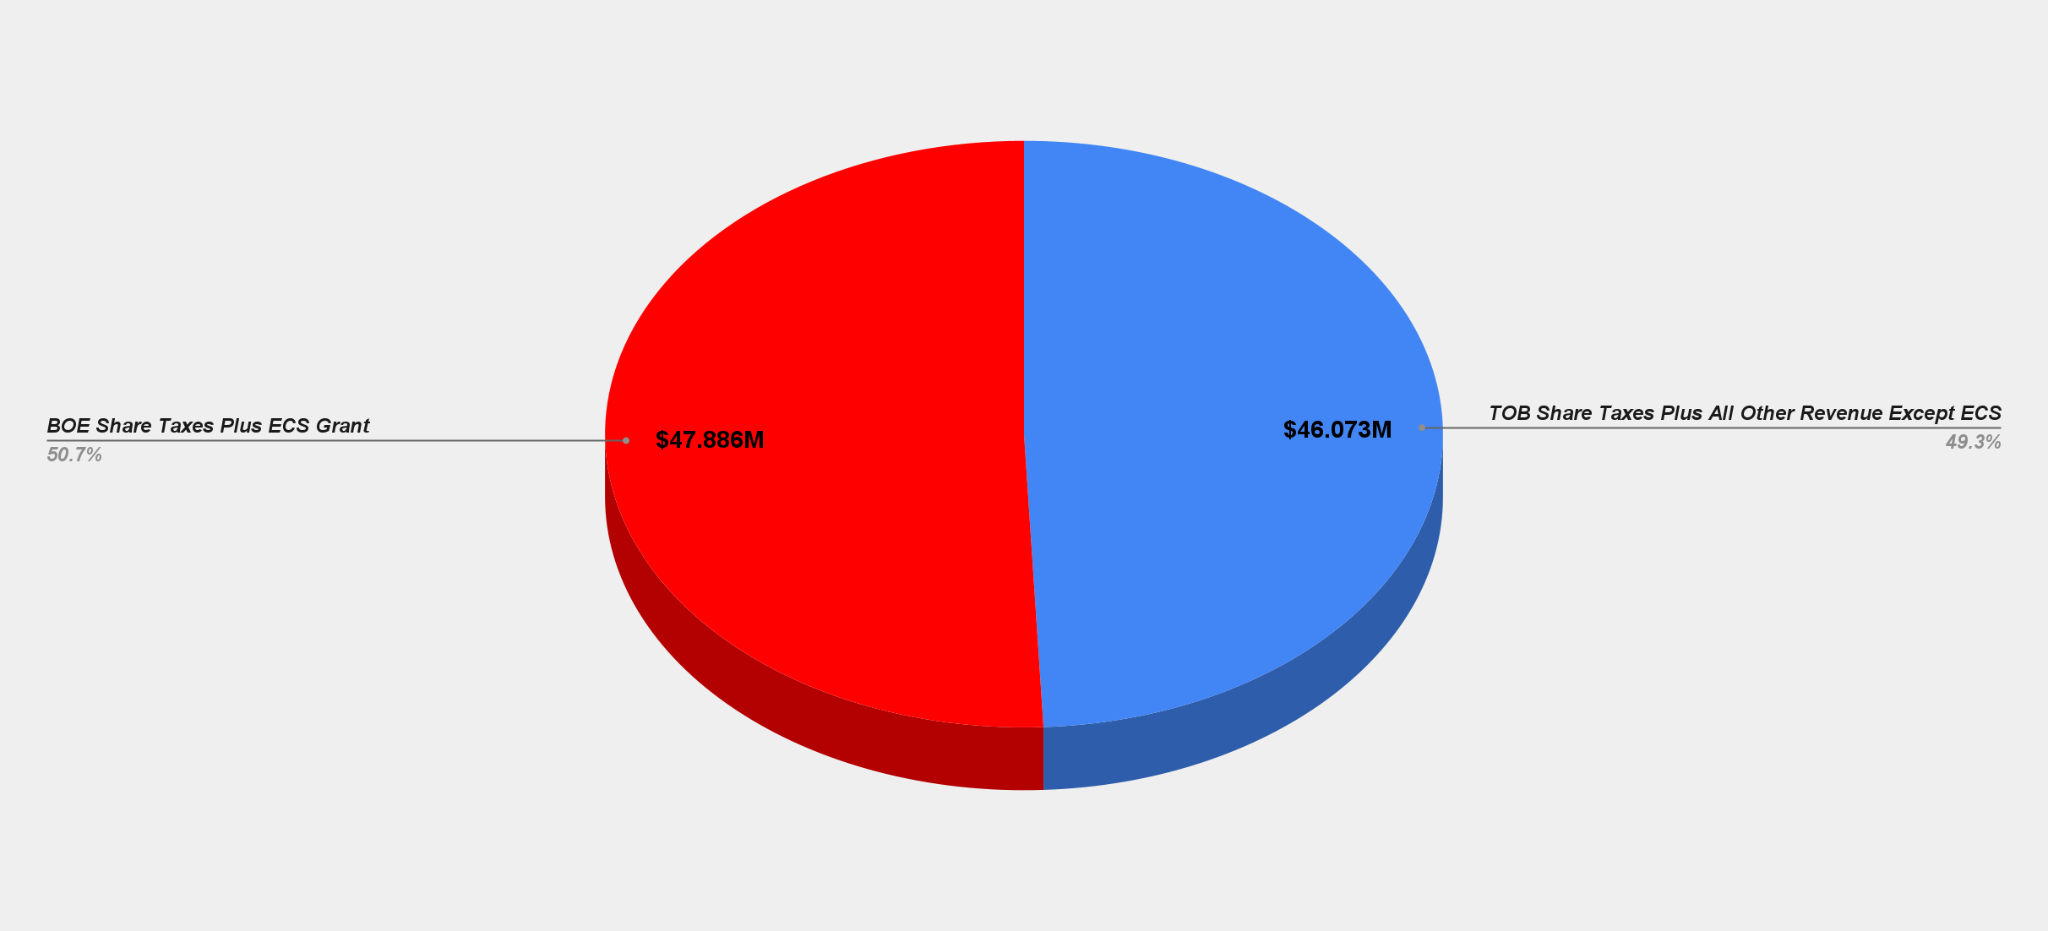 BOE Share Taxes Plus ECS Grant
50.7%
$47.886M
$46.073M
TOB Share Taxes Plus All Other Revenue Except ECS
49.3%